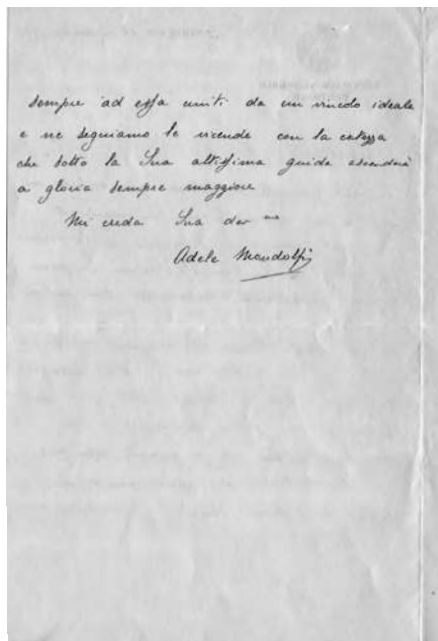 sempre ad essa uniti da un vincolo ideale
e ne seguiamo le vicende con la certezza
che sotto la Sua altissima guida ascenderà
a gloria sempre maggiore
Mi creda Sua dev ma
Adele Mondolfi